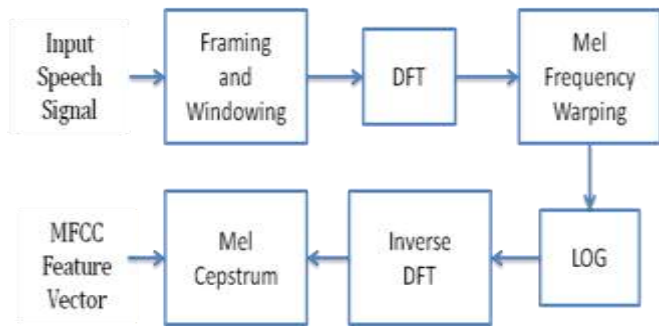 Input
Speech
Signal
Framing
and
Windowing
DFT
Mel
Frequency
Warping
MFCC
Feature
Vector
Mel
Cepstrum
Inverse
DFT
LOG